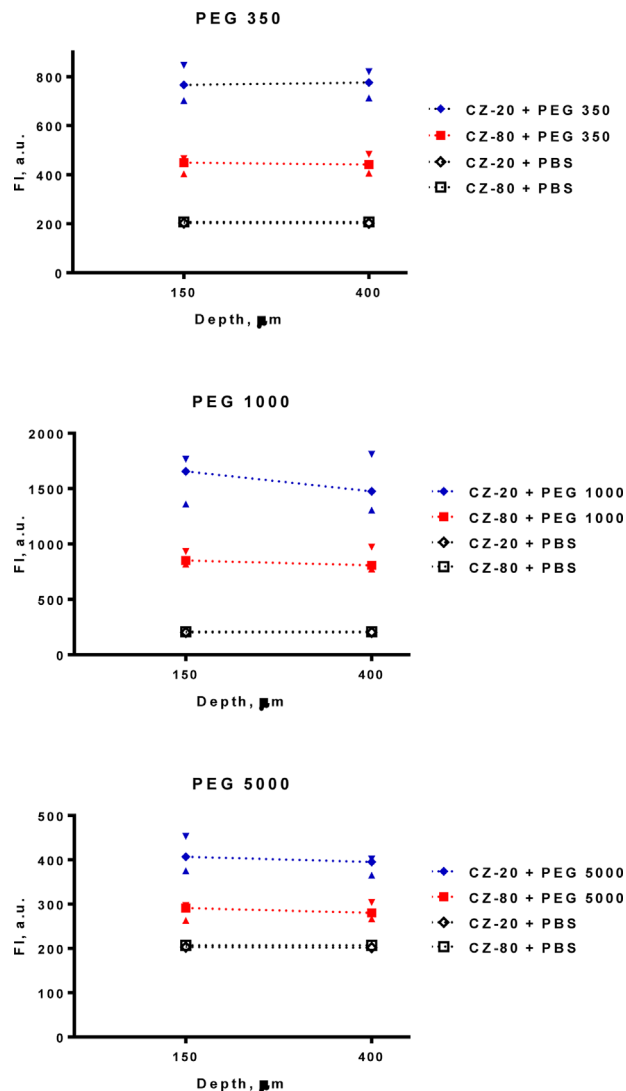 PEG 350
800
600
400
200
0
FI, a.u.
150 400
Depth, μm
CZ-20 + PEG 350
CZ-80 + PEG 350
CZ-20 + PBS
CZ-80 + PBS
PEG 1000
2000
1500
1000
500
0
FI, a.u.
150 400
Depth, μm
CZ-20 + PEG 1000
CZ-80 + PEG 1000
CZ-20 + PBS
CZ-80 + PBS
PEG 5000
500
400
300
200
100
0
FI, a.u.
150 400
Depth, μm
CZ-20 + PEG 5000
CZ-80 + PEG 5000
CZ-20 + PBS
CZ-80 + PBS